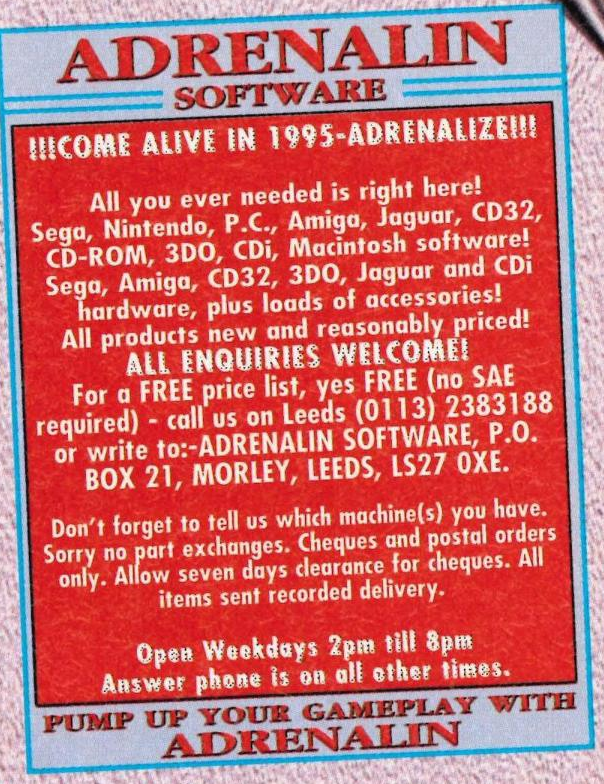 ADRENALIN
SOFTWARE
!!!COME ALIVE IN 1995-ADRENALIZE!!!
All you ever needed is right here!
Sega, Nintendo, P.C., Amiga, Jaguar, CD32,
CD-ROM, 3DO, CDi, Macintosh software!
Sega, Amiga, CD32, 3DO, Jaguar and CDi
hardware, plus loads of accessories!
All products new and reasonably priced!
ALL ENQUIRIES WELCOME!
For a FREE price list, yes FREE (no SAE
required) - call us on Leeds (0113) 2383188
or write to:-ADRENALIN SOFTWARE, P.O.
BOX 21, MORLEY, LEEDS, LS27 0XE.
Don't forget to tell us which machine(s) you have.
Sorry no part exchanges. Cheques and postal orders
only. Allow seven days clearance for cheques. All
items sent recorded delivery.
Open Weekdays 2pm till 8pm
Answer phone is on all other times.
PUMP UP YOUR GAMEPLAY WITH
ADRENALIN